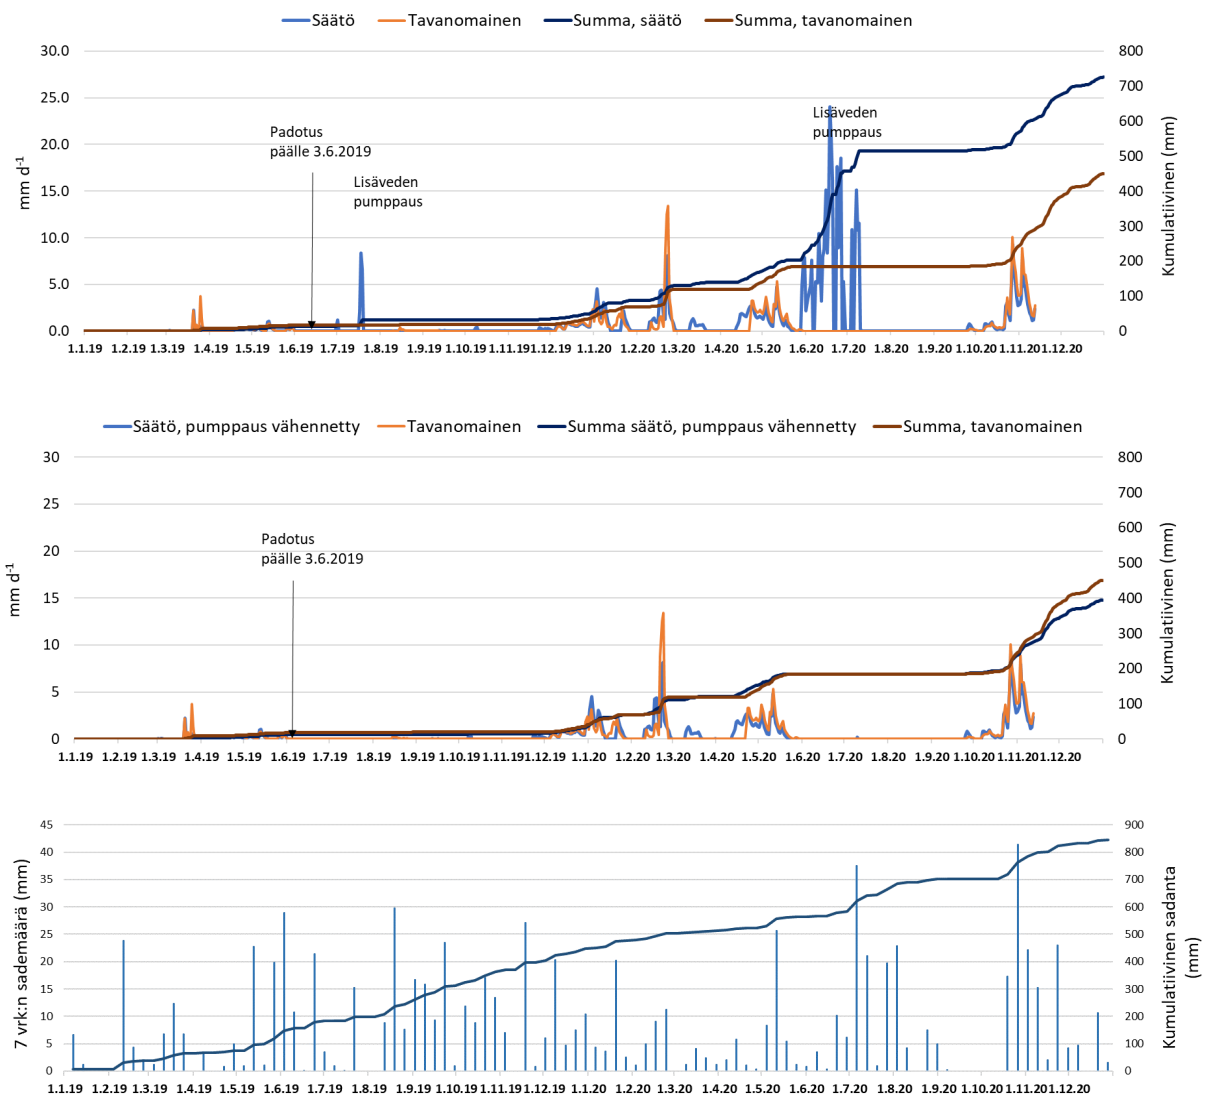 Säätö Tavanomainen Summa, säätö Summa, tavanomainen
30.0 800
25.0 700
20.0 600
15.0 500
10.0 400
5.0 300
0.0 200
100
0
mm d-1
Kumulatiivinen (mm)
Padotus
päälle 3.6.2019
Lisäveden
pumppaus
Lisäveden
pumppaus
1.1.19 1.2.19 1.3.19 1.4.19 1.5.19 1.6.19 1.7.19 1.8.19 1.9.19 1.10.19 1.11.19 1.12.19 1.1.20 1.2.20 1.3.20 1.4.20 1.5.20 1.6.20 1.7.20 1.8.20 1.9.20 1.10.20 1.11.20 1.12.20
Säätö, pumppaus vähennetty Tavanomainen Summa säätö, pumppaus vähennetty Summa, tavanomainen
30 800
25 700
20 600
15 500
10 400
5 300
0 200
100
0
mm d-1
Kumulatiivinen (mm)
Padotus
päälle 3.6.2019
1.1.19 1.2.19 1.3.19 1.4.19 1.5.19 1.6.19 1.7.19 1.8.19 1.9.19 1.10.19 1.11.19 1.12.19 1.1.20 1.2.20 1.3.20 1.4.20 1.5.20 1.6.20 1.7.20 1.8.20 1.9.20 1.10.20 1.11.20 1.12.20
45 900
40 800
35 700
30 600
25 500
20 400
15 300
10 200
5 100
0 0
7 vrk:n sademäärä (mm)
Kumulatiivinen sadanta
(mm)
1.1.19 1.2.19 1.3.19 1.4.19 1.5.19 1.6.19 1.7.19 1.8.19 1.9.19 1.10.19 1.11.19 1.12.19 1.1.20 1.2.20 1.3.20 1.4.20 1.5.20 1.6.20 1.7.20 1.8.20 1.9.20 1.10.20 1.11.20 1.12.20